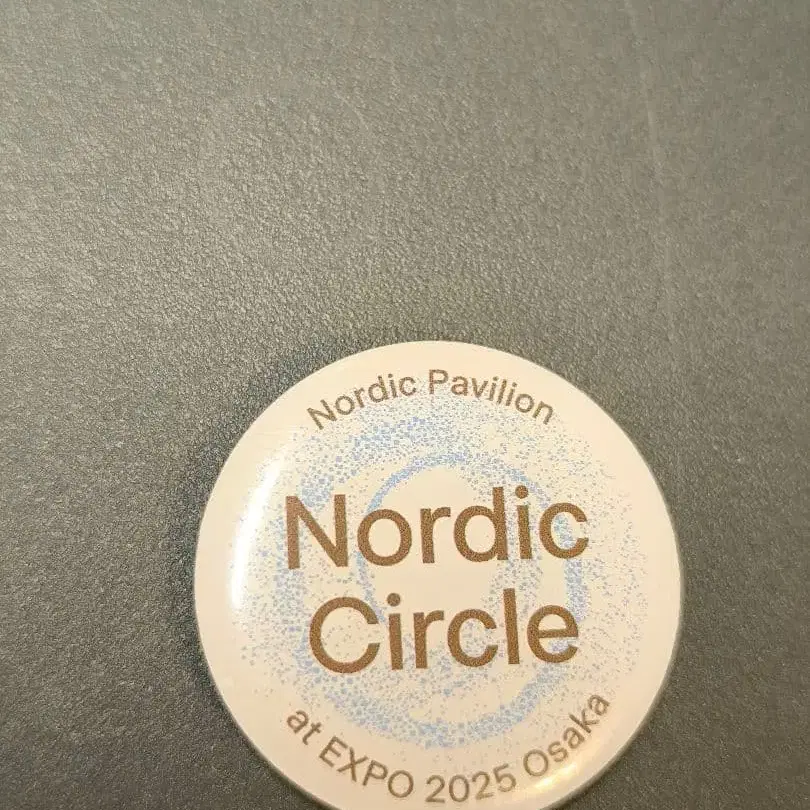 Nordic Pavilion
Nordic
Circle
at EXPO 2025 Osaka